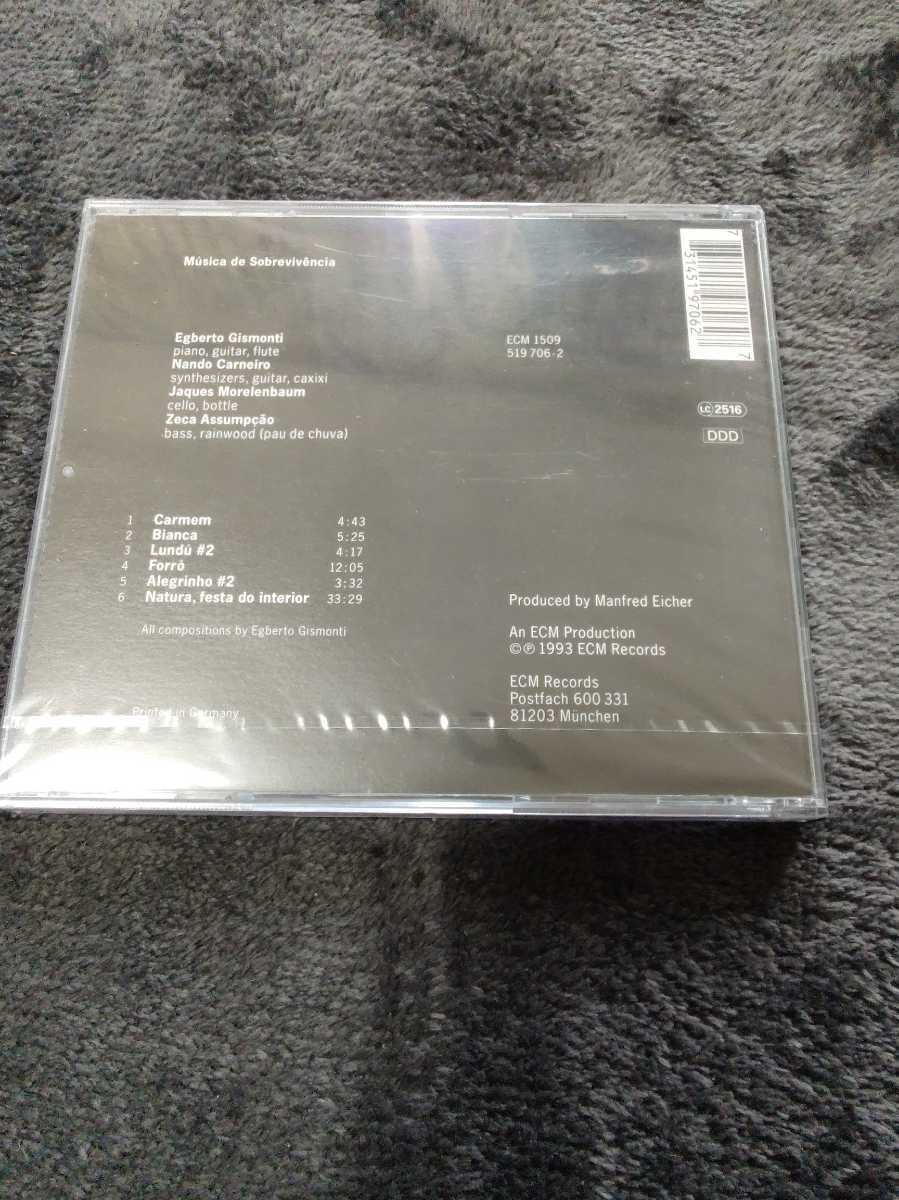 Música de Sobrevivência
Egberto Gismonti
piano, guitar, flute
Nando Carneiro
synthesizers, guitar, caxixi
Jaques Morelenbaum
cello, bottle
Zeca Assumpção
bass, rainwood (pau de chuva)
ECM 1509
519 706-2
7 31451 97062 7
LC 2516
DDD
1 Carmem 4:43
2 Bianca 5:25
3 Lundú #2 4:17
4 Forró 12:05
5 Alegrinho #2 3:32
6 Natura, festa do interior 33:29
All compositions by Egberto Gismonti
Printed in Germany
Produced by Manfred Eicher
An ECM Production
©℗ 1993 ECM Records
ECM Records
Postfach 600 331
81203 München